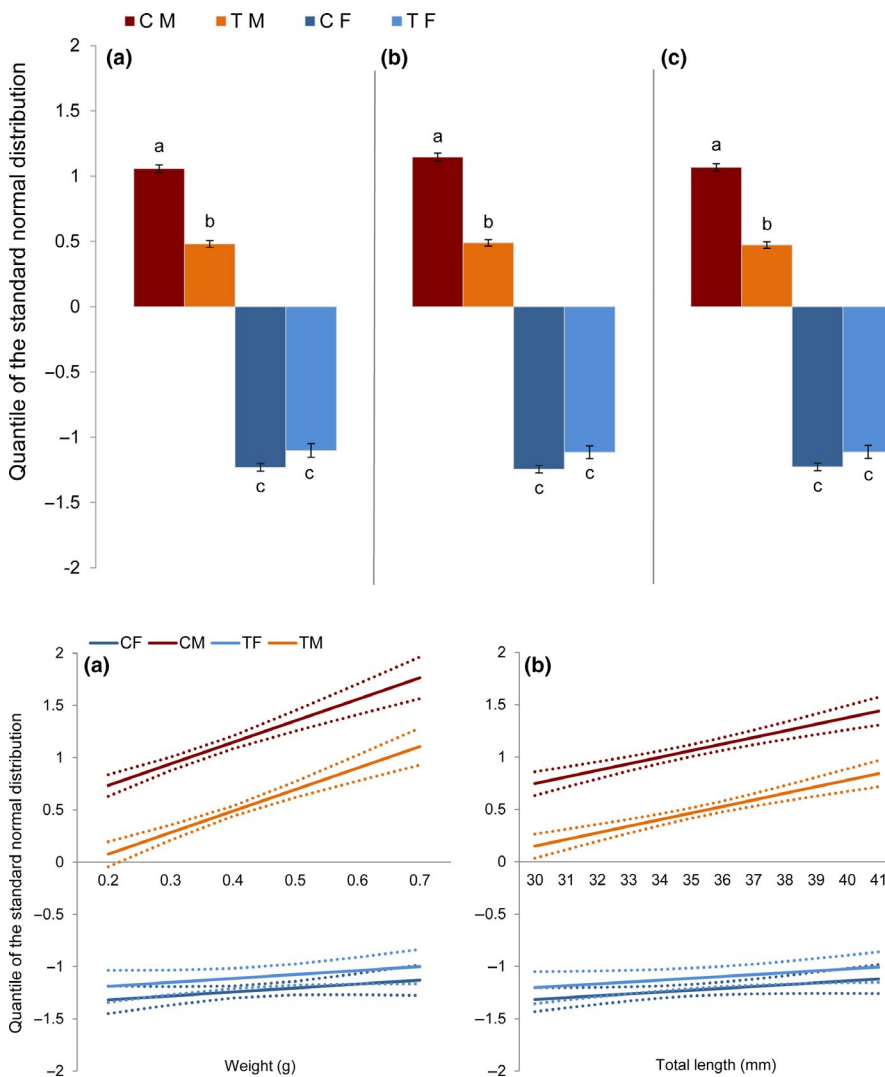 C M T M C F T F
(a) (b) (c)
Quantile of the standard normal distribution
2
1.5
1
0.5
0
–0.5
–1
–1.5
-2
a b c c
a b c c
a b c c
CF CM TF TM
(a)
Quantile of the standard normal distribution
2
1.5
1
0.5
0
–0.5
–1
–1.5
–2
0.2 0.3 0.4 0.5 0.6 0.7
Weight (g)
(b)
2
1.5
1
0.5
0
–0.5
–1
–1.5
–2
30 31 32 33 34 35 36 37 38 39 40 41
Total length (mm)